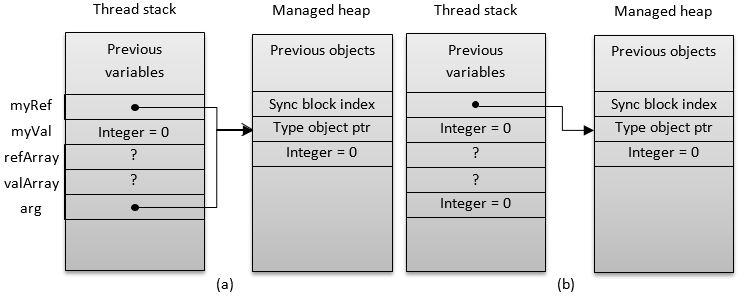 Thread stack
Managed heap
Thread stack
Managed heap
Previous
variables
Previous objects
Previous
variables
Previous objects
myRef
Sync block index
Sync block index
myVal
Integer = 0
Type object ptr
Integer = 0
Type object ptr
refArray
?
Integer = 0
?
Integer = 0
valArray
?
?
arg
Integer = 0
(a)
(b)